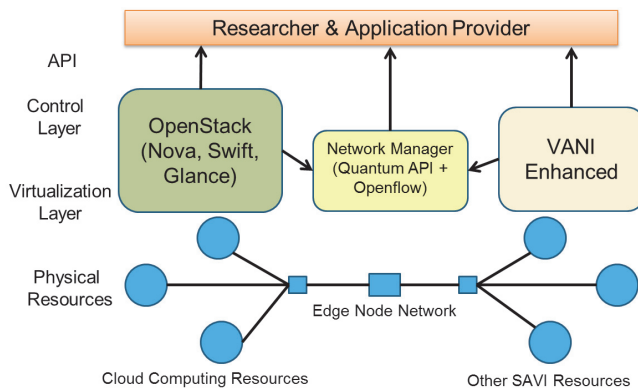 Researcher & Application Provider
API
Control
Layer
OpenStack
(Nova, Swift,
Glance)
Network Manager
(Quantum API +
Openflow)
VANI
Enhanced
Virtualization
Layer
Physical
Resources
Edge Node Network
Cloud Computing Resources
Other SAVI Resources